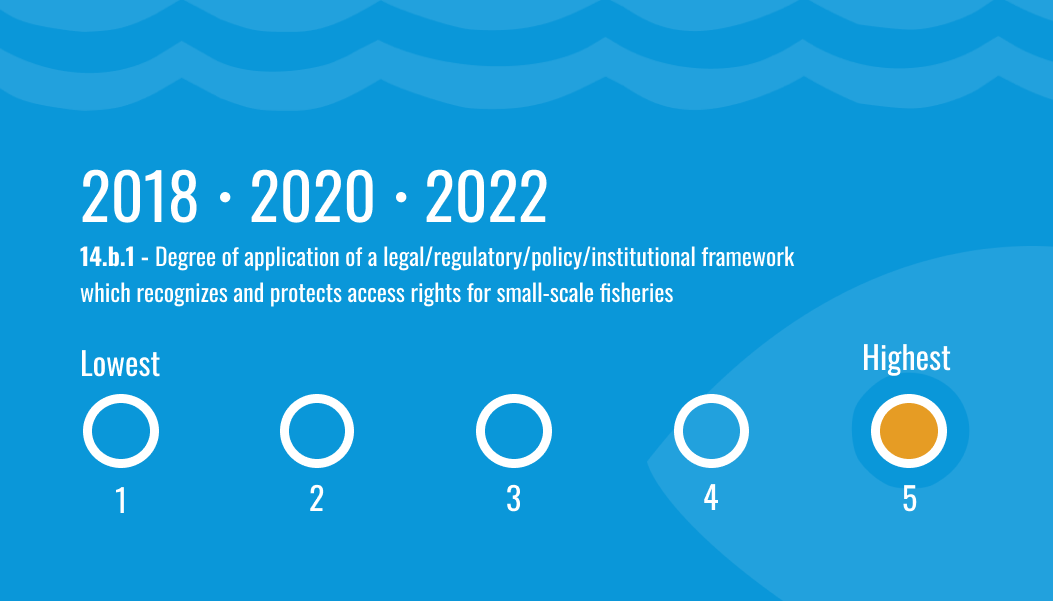 2018 · 2020 · 2022
14.b.1 - Degree of application of a legal/regulatory/policy/institutional framework
which recognizes and protects access rights for small-scale fisheries
Lowest
Highest
1 2 3 4 5